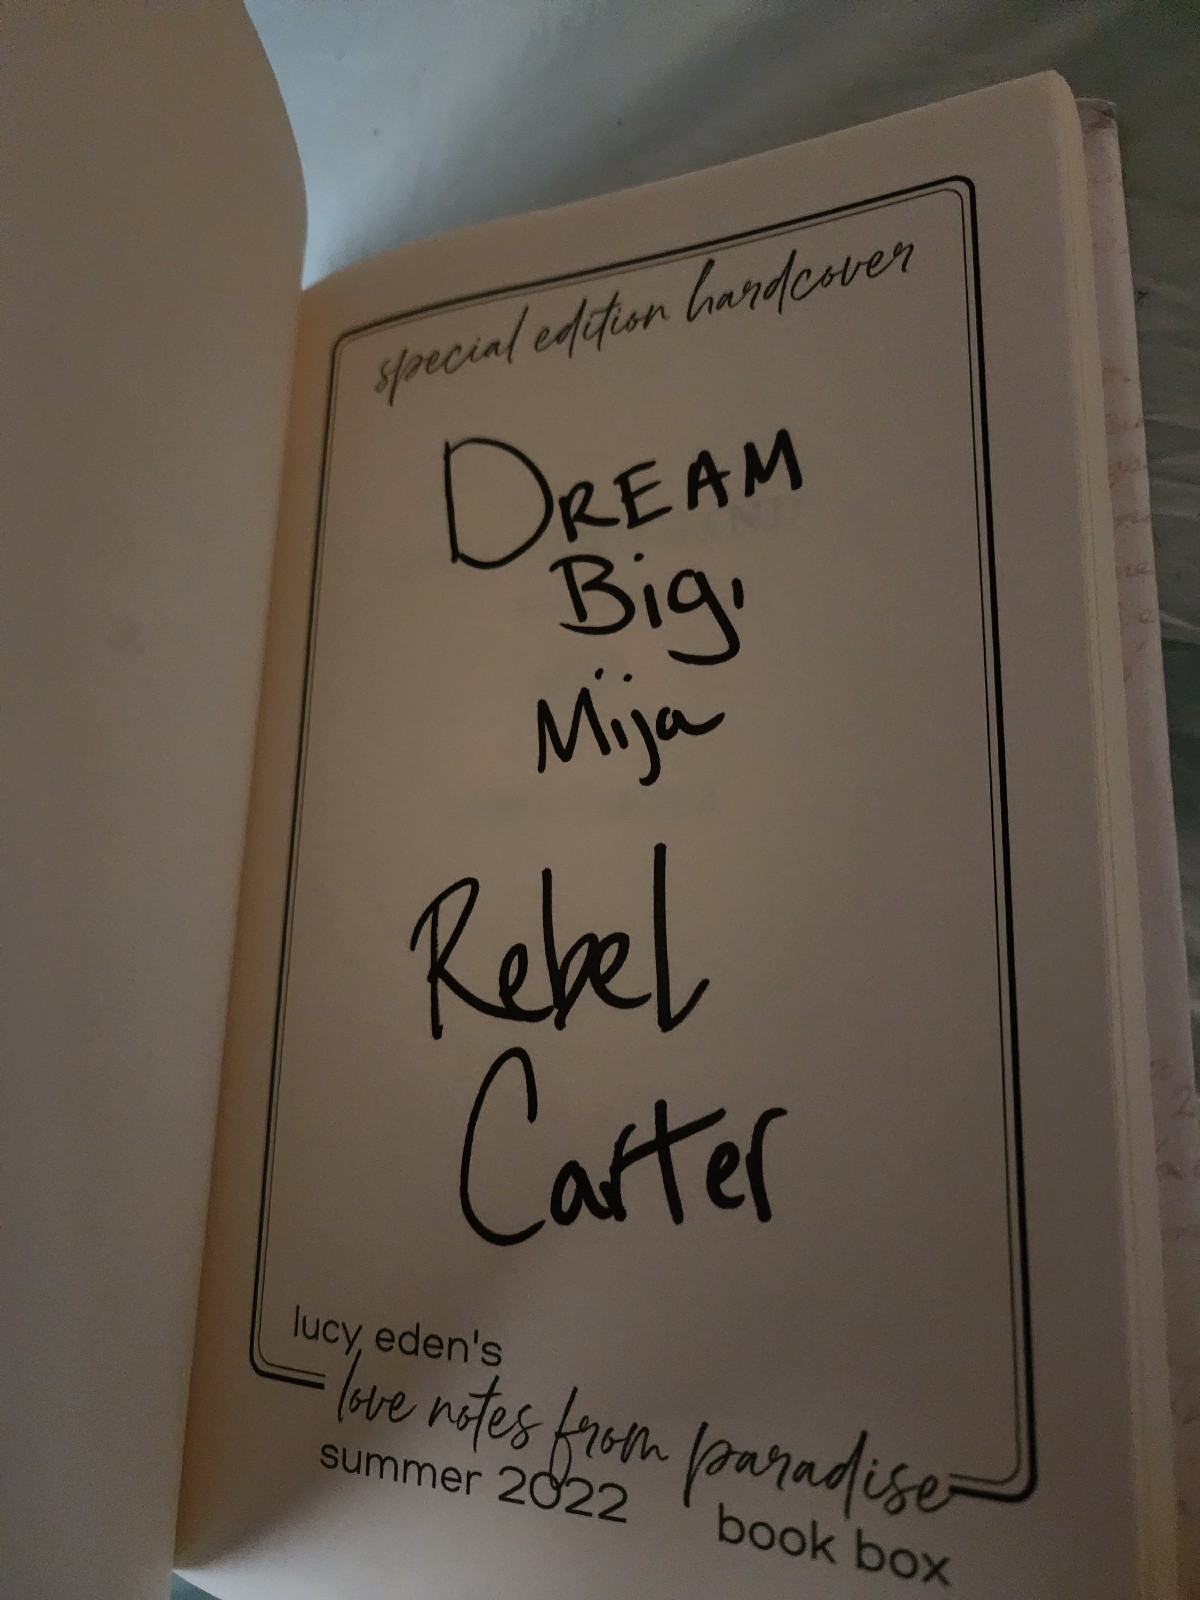 special edition hardcover
DREAM
Big,
Mija
Rebel
Carter
lucy eden's
love notes from paradise
summer 2022 book box